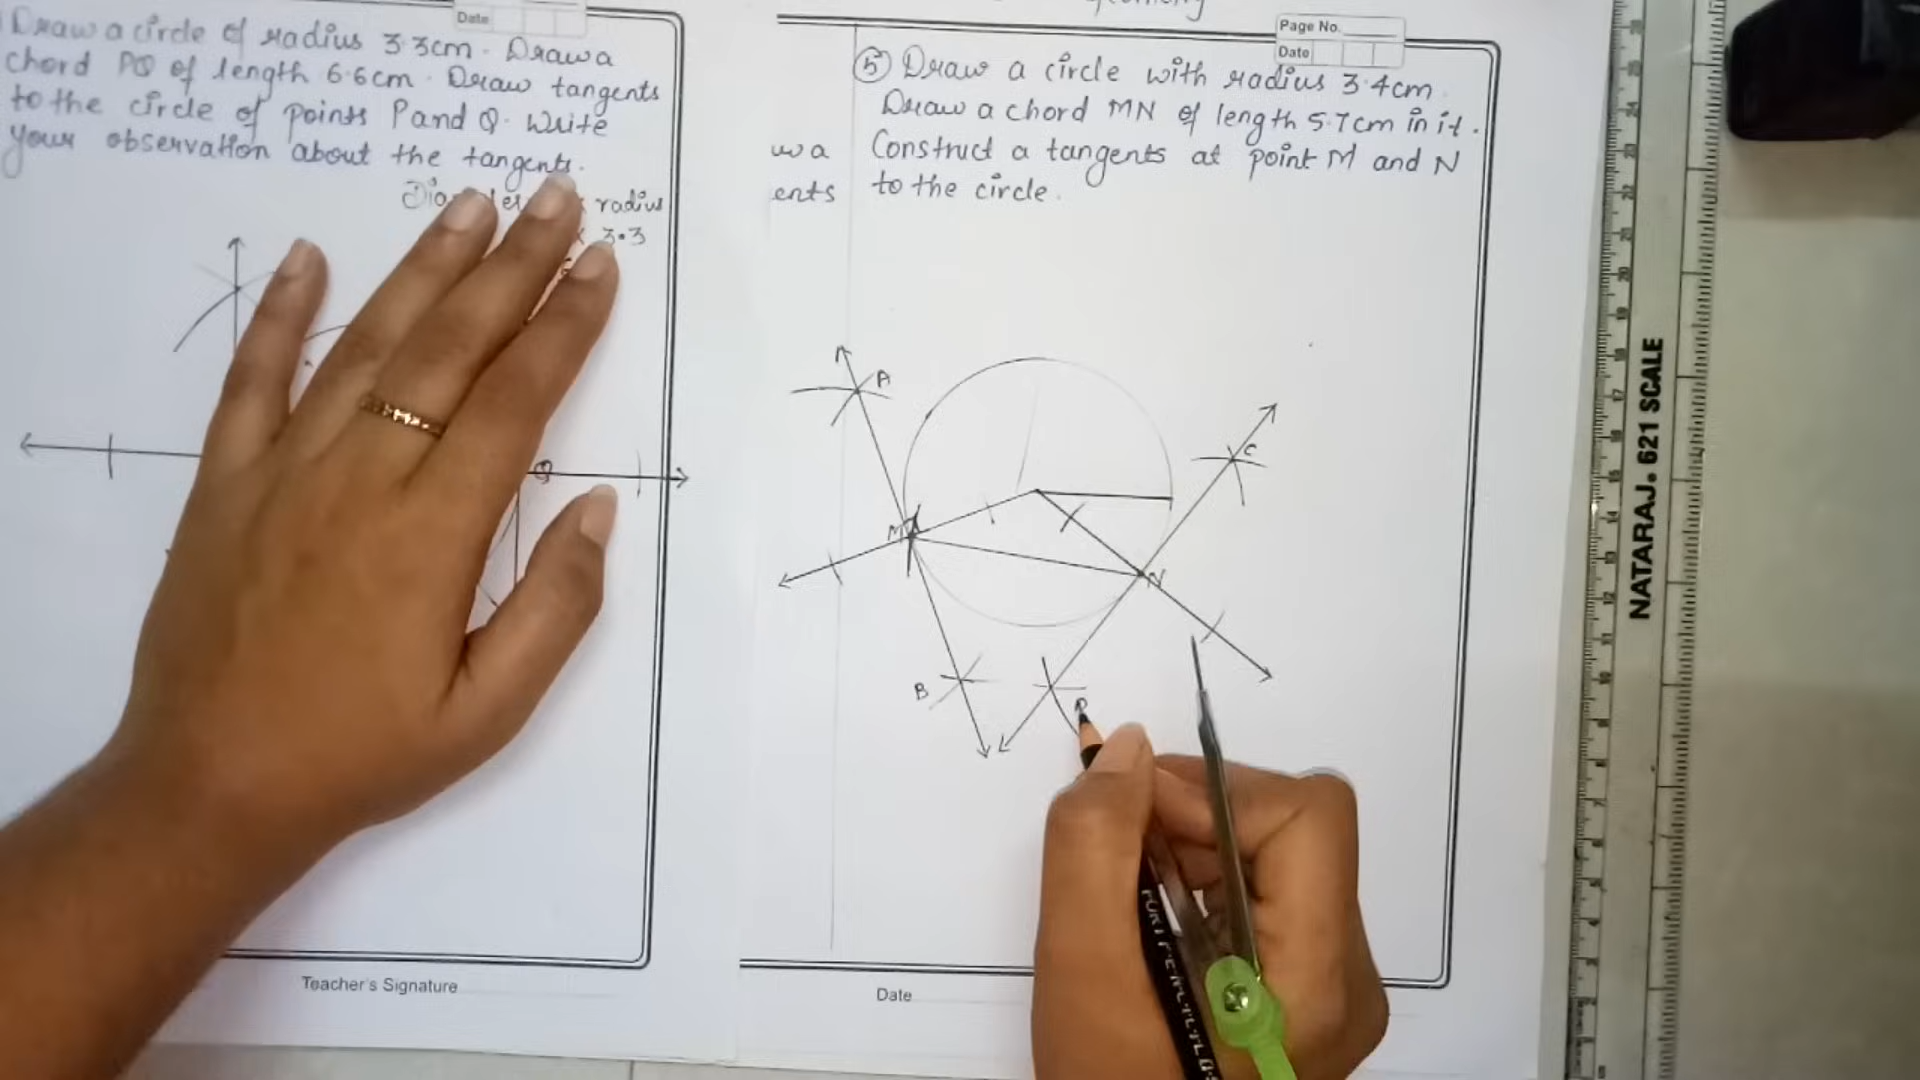 Date
Draw a circle of radius 3.3cm. Draw a
chord PQ of length 6.6cm. Draw tangents
to the circle of points P and Q. Write
your observation about the tangents.
radius
x 3.3
Q
Teacher's Signature
geometry
Page No.
Date
5 Draw a circle with radius 3.4cm.
Draw a chord MN of length 5.7cm in it.
Construct a tangents at point M and N
to the circle.
w a
ents
A
C
M
N
B
D
Date
NATARAJ. 621 SCALE